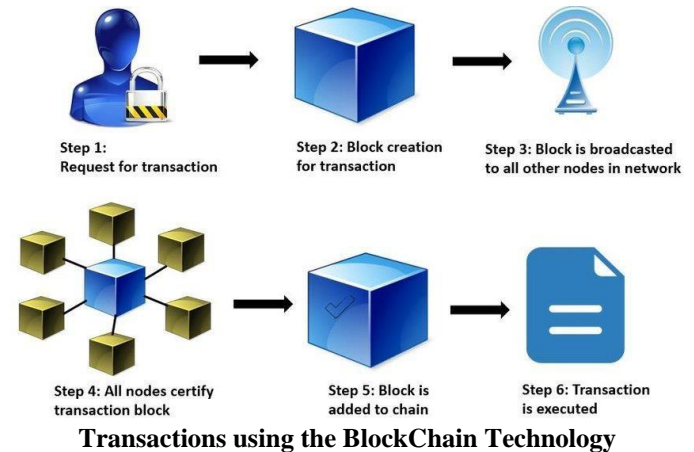 Step 1:
Request for transaction
Step 2: Block creation
for transaction
Step 3: Block is broadcasted
to all other nodes in network
Step 4: All nodes certify
transaction block
Step 5: Block is
added to chain
Step 6: Transaction
is executed
Transactions using the BlockChain Technology